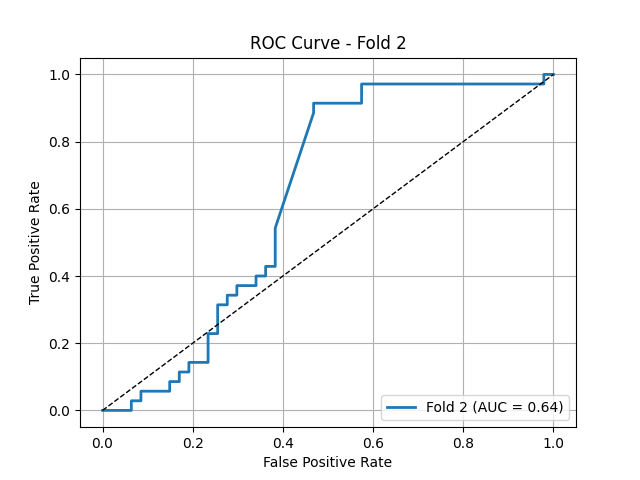 ROC Curve - Fold 2
True Positive Rate
1.0
0.8
0.6
0.4
0.2
0.0
0.0 0.2 0.4 0.6 0.8 1.0
False Positive Rate
Fold 2 (AUC = 0.64)